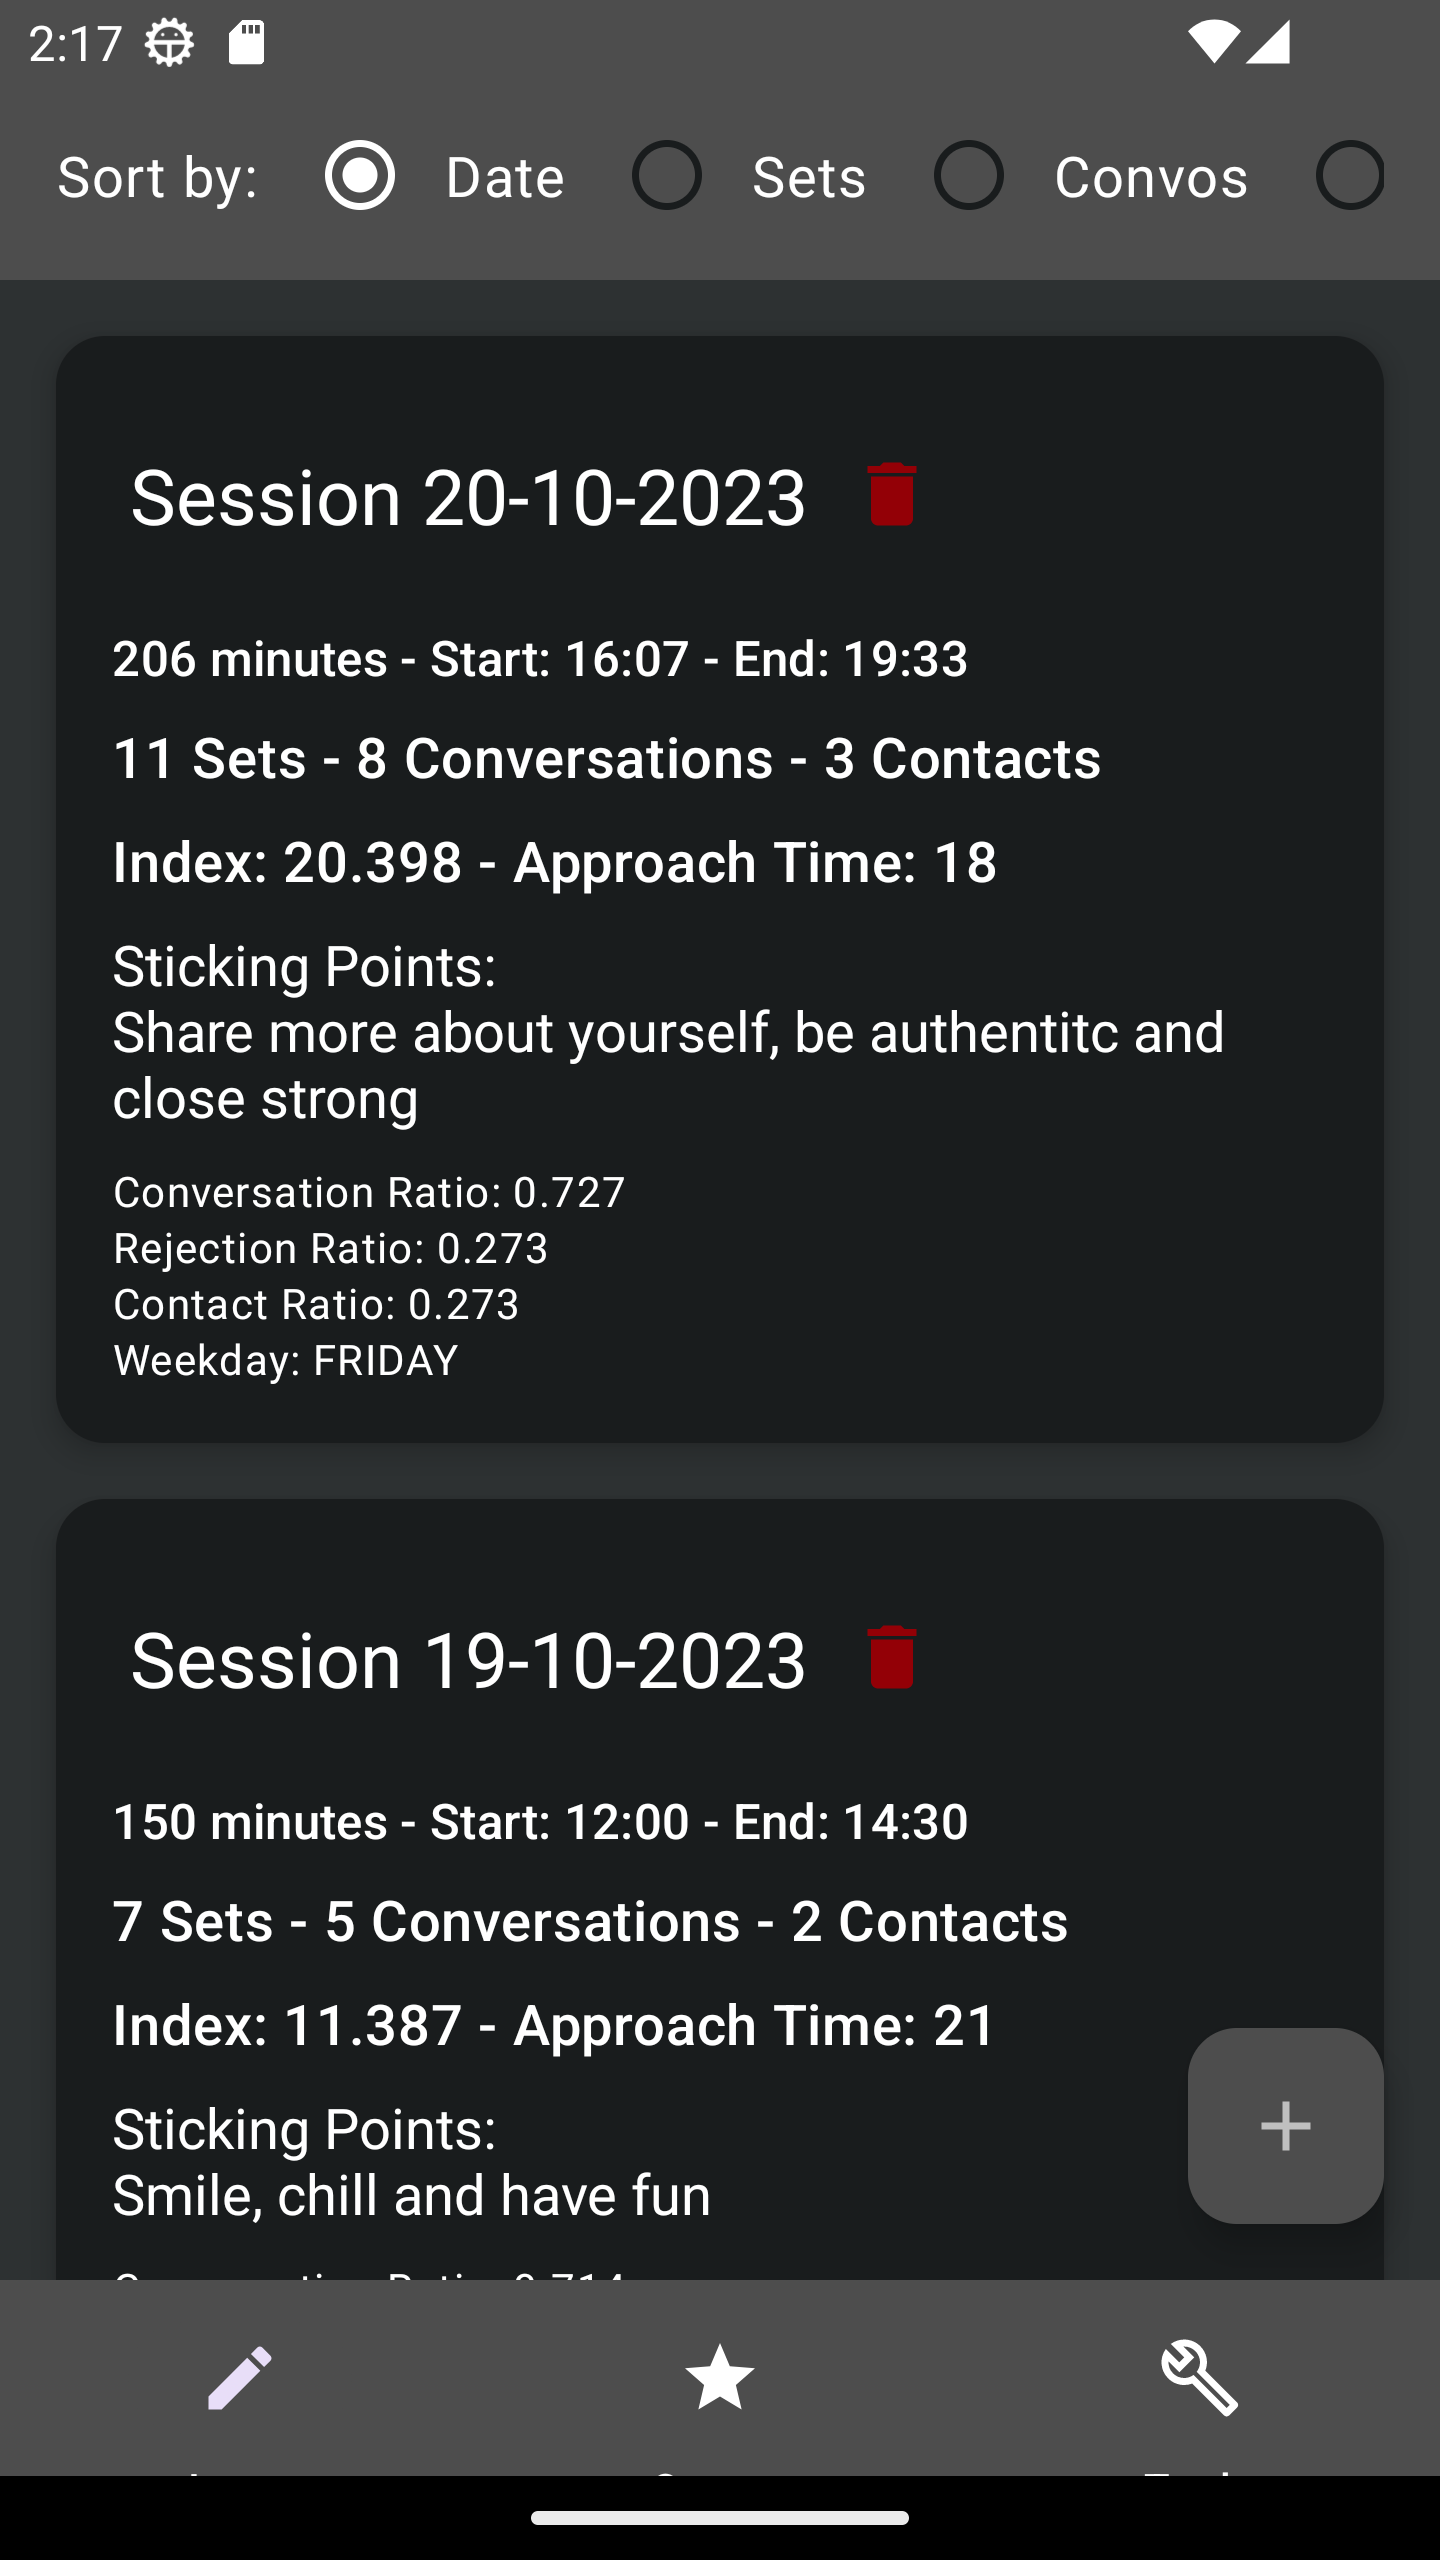 2:17
Sort by: Date Sets Convos
Session 20-10-2023
206 minutes - Start: 16:07 - End: 19:33
11 Sets - 8 Conversations - 3 Contacts
Index: 20.398 - Approach Time: 18
Sticking Points:
Share more about yourself, be authentitc and
close strong
Conversation Ratio: 0.727
Rejection Ratio: 0.273
Contact Ratio: 0.273
Weekday: FRIDAY
Session 19-10-2023
150 minutes - Start: 12:00 - End: 14:30
7 Sets - 5 Conversations - 2 Contacts
Index: 11.387 - Approach Time: 21
Sticking Points:
Smile, chill and have fun
Conversation Ratio: 0.714